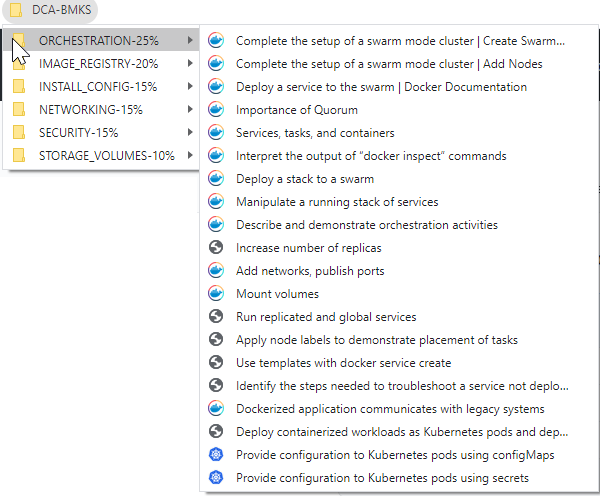 DCA-BMKS
ORCHESTRATION-25%
IMAGE_REGISTRY-20%
INSTALL_CONFIG-15%
NETWORKING-15%
SECURITY-15%
STORAGE_VOLUMES-10%
Complete the setup of a swarm mode cluster | Create Swarm...
Complete the setup of a swarm mode cluster | Add Nodes
Deploy a service to the swarm | Docker Documentation
Importance of Quorum
Services, tasks, and containers
Interpret the output of “docker inspect” commands
Deploy a stack to a swarm
Manipulate a running stack of services
Describe and demonstrate orchestration activities
Increase number of replicas
Add networks, publish ports
Mount volumes
Run replicated and global services
Apply node labels to demonstrate placement of tasks
Use templates with docker service create
Identify the steps needed to troubleshoot a service not deplo...
Dockerized application communicates with legacy systems
Deploy containerized workloads as Kubernetes pods and dep...
Provide configuration to Kubernetes pods using configMaps
Provide configuration to Kubernetes pods using secrets